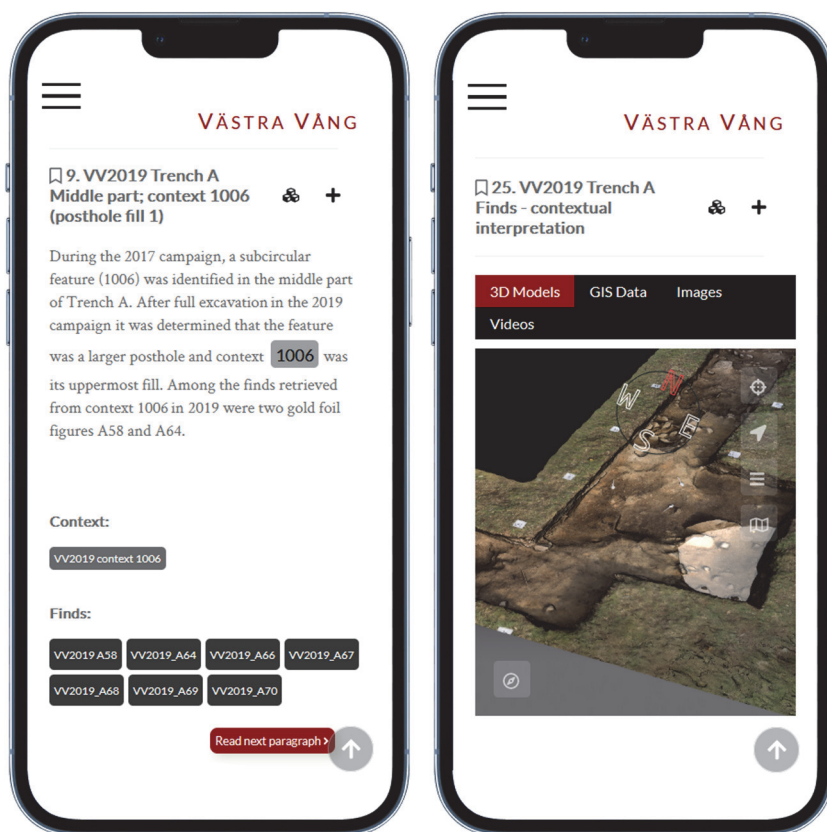 VÄSTRA VÅNG
9. VV2019 Trench A
Middle part; context 1006
(posthole fill 1)
During the 2017 campaign, a subcircular
feature (1006) was identified in the middle part
of Trench A. After full excavation in the 2019
campaign it was determined that the feature
was a larger posthole and context 1006 was
its uppermost fill. Among the finds retrieved
from context 1006 in 2019 were two gold foil
figures A58 and A64.
Context:
VV2019 context 1006
Finds:
VV2019 A58 VV2019_A64 VV2019_A66 VV2019_A67
VV2019_A68 VV2019_A69 VV2019_A70
Read next paragraph >
VÄSTRA VÅNG
25. VV2019 Trench A
Finds - contextual
interpretation
3D Models GIS Data Images
Videos
N
W
E
S